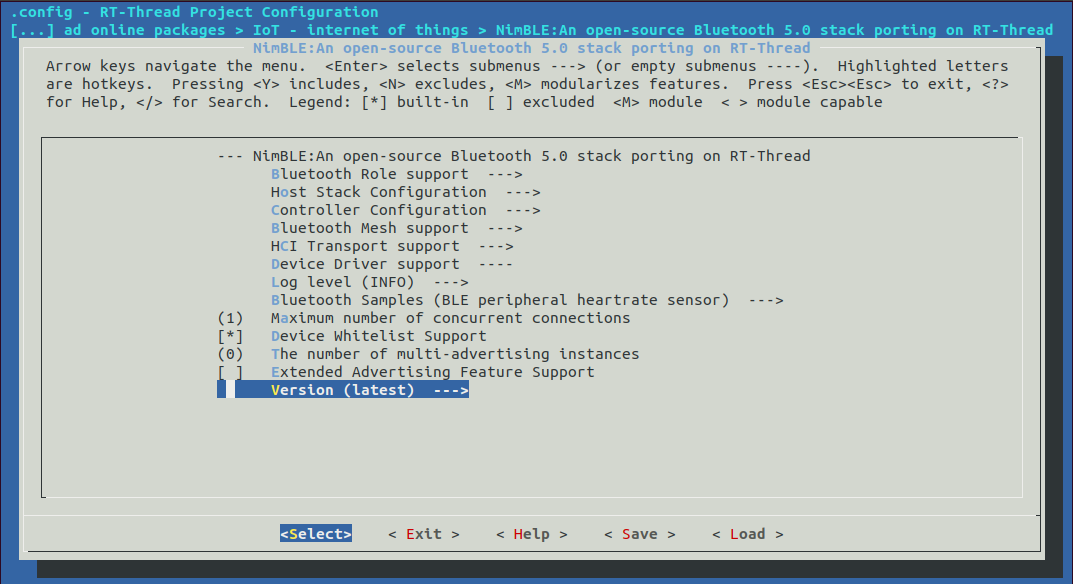 .config - RT-Thread Project Configuration
[...] ad online packages > IoT - internet of things > NimBLE:An open-source Bluetooth 5.0 stack porting on RT-Thread
NimBLE:An open-source Bluetooth 5.0 stack porting on RT-Thread
Arrow keys navigate the menu.  <Enter> selects submenus ---> (or empty submenus ----).  Highlighted letters
are hotkeys.  Pressing <Y> includes, <N> excludes, <M> modularizes features.  Press <Esc><Esc> to exit, <?>
for Help, </> for Search.  Legend: [*] built-in  [ ] excluded  <M> module  < > module capable
--- NimBLE:An open-source Bluetooth 5.0 stack porting on RT-Thread
Bluetooth Role support  --->
Host Stack Configuration  --->
Controller Configuration  --->
Bluetooth Mesh support  --->
HCI Transport support  --->
Device Driver support  ----
Log level (INFO)  --->
Bluetooth Samples (BLE peripheral heartrate sensor)  --->
(1)   Maximum number of concurrent connections
[*]   Device Whitelist Support
(0)   The number of multi-advertising instances
[ ]   Extended Advertising Feature Support
Version (latest)  --->
<Select>    < Exit >    < Help >    < Save >    < Load >